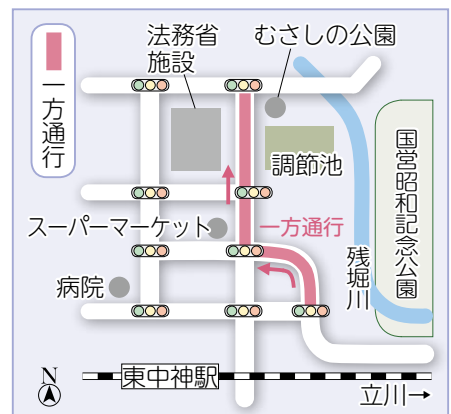 一方通行
法務省
施設
むさしの公園
調節池
国営昭和記念公園
スーパーマーケット
一方通行
残堀川
病院
N
東中神駅
立川→